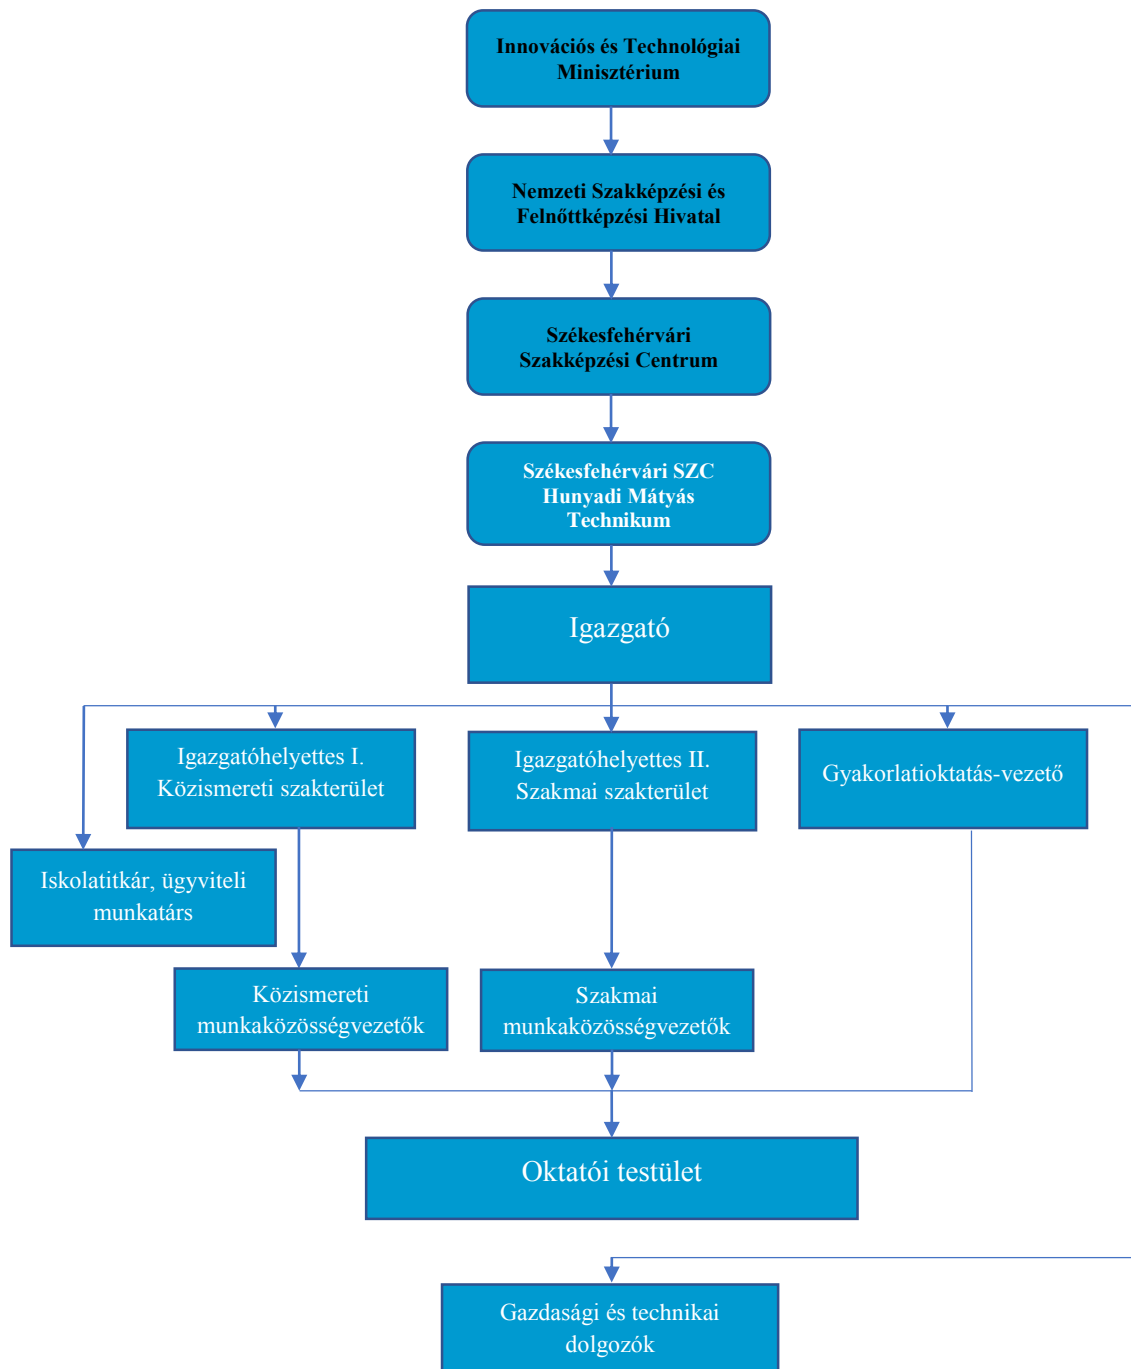 Innovációs és Technológiai
Minisztérium
Nemzeti Szakképzési és
Felnőttképzési Hivatal
Székesfehérvári
Szakképzési Centrum
Székesfehérvári SZC
Hunyadi Mátyás
Technikum
Igazgató
Igazgatóhelyettes I.
Közismereti szakterület
Igazgatóhelyettes II.
Szakmai szakterület
Gyakorlatioktatás-vezető
Iskolatitkár, ügyviteli
munkatárs
Közismereti
munkaközösségvezetők
Szakmai
munkaközösségvezetők
Oktatói testület
Gazdasági és technikai
dolgozók